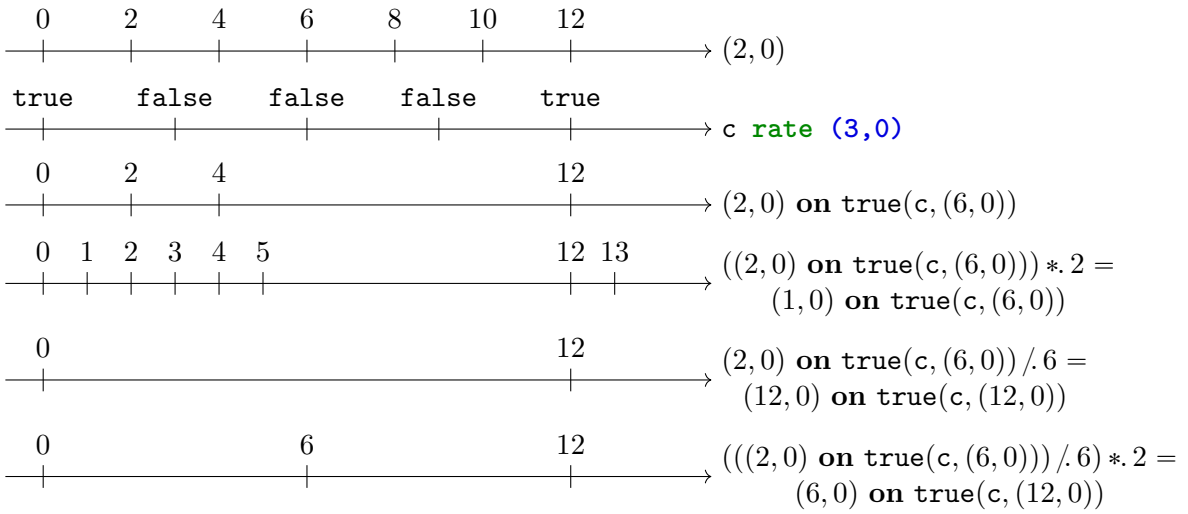 0 2 4 6 8 10 12
(2, 0)
true false false false true
c rate (3,0)
0 2 4 12
(2, 0) on true(c, (6, 0))
0 1 2 3 4 5 12 13
((2, 0) on true(c, (6, 0))) *. 2 =
(1, 0) on true(c, (6, 0))
0 12
(2, 0) on true(c, (6, 0)) /. 6 =
(12, 0) on true(c, (12, 0))
0 6 12
(((2, 0) on true(c, (6, 0))) /. 6) *. 2 =
(6, 0) on true(c, (12, 0))